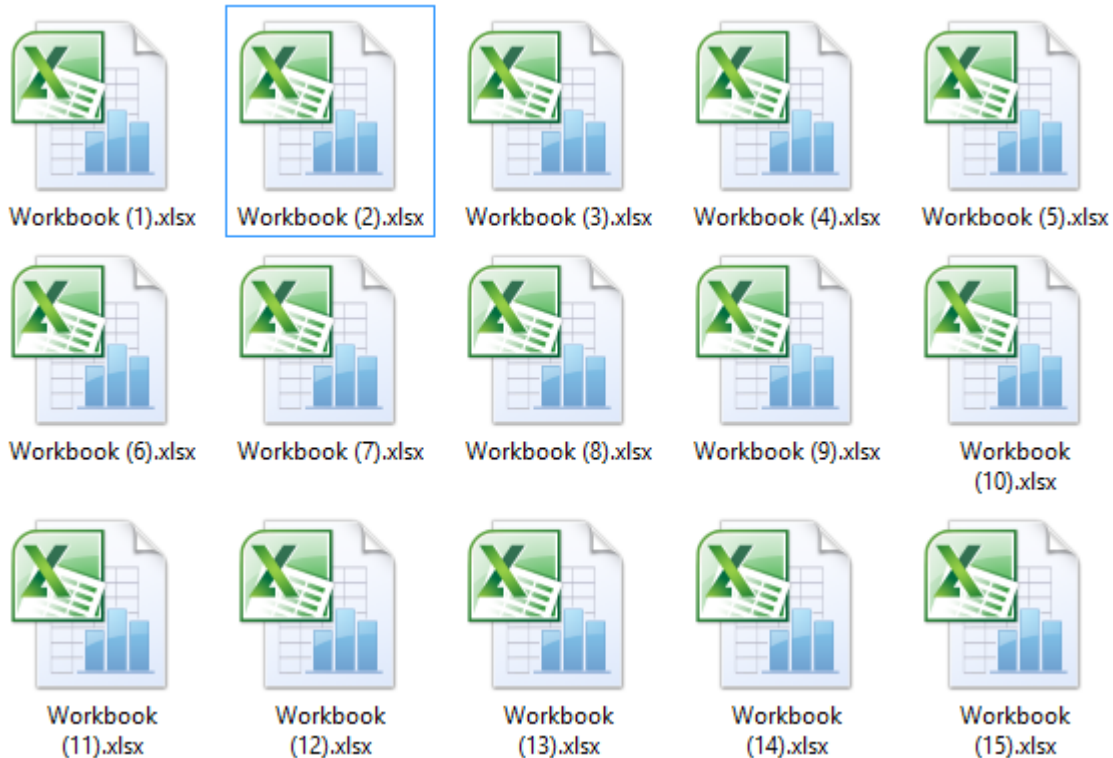 Workbook (1).xlsx
Workbook (2).xlsx
Workbook (3).xlsx
Workbook (4).xlsx
Workbook (5).xlsx
Workbook (6).xlsx
Workbook (7).xlsx
Workbook (8).xlsx
Workbook (9).xlsx
Workbook
(10).xlsx
Workbook
(11).xlsx
Workbook
(12).xlsx
Workbook
(13).xlsx
Workbook
(14).xlsx
Workbook
(15).xlsx